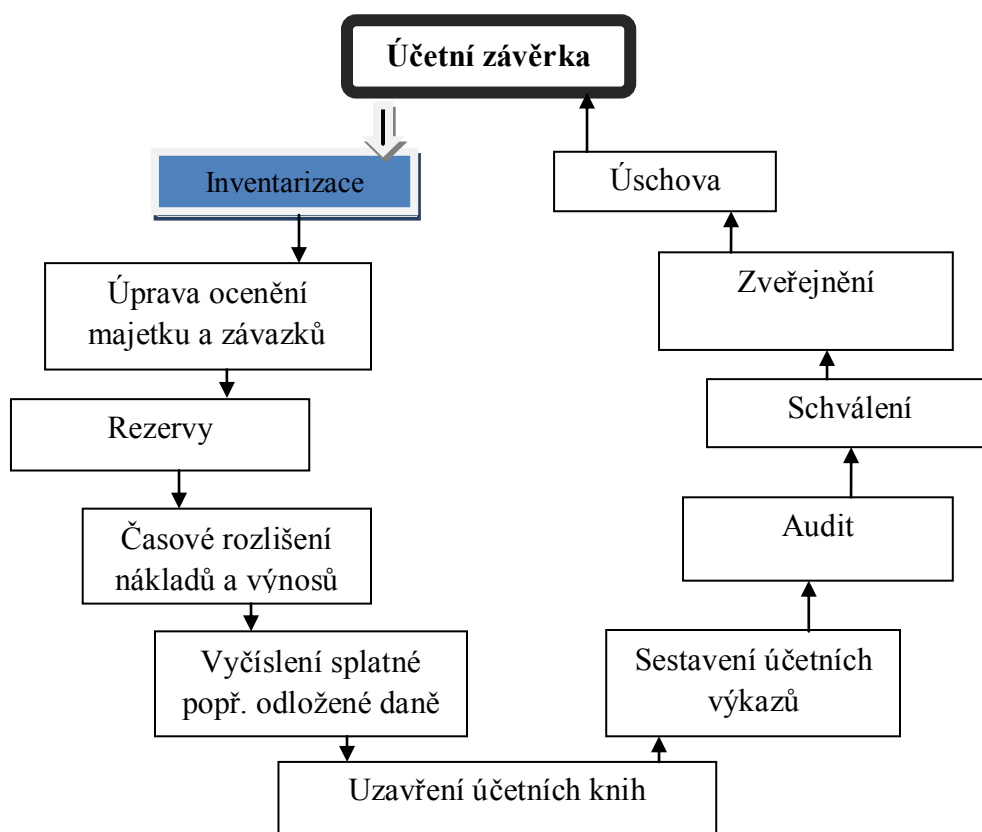 Účetní závěrka
Inventarizace
Úprava ocenění
majetku a závazků
Rezervy
Časové rozlišení
nákladů a výnosů
Vyčíslení splatné
popř. odložené daně
Uzavření účetních knih
Sestavení účetních
výkazů
Audit
Schválení
Zveřejnění
Úschova